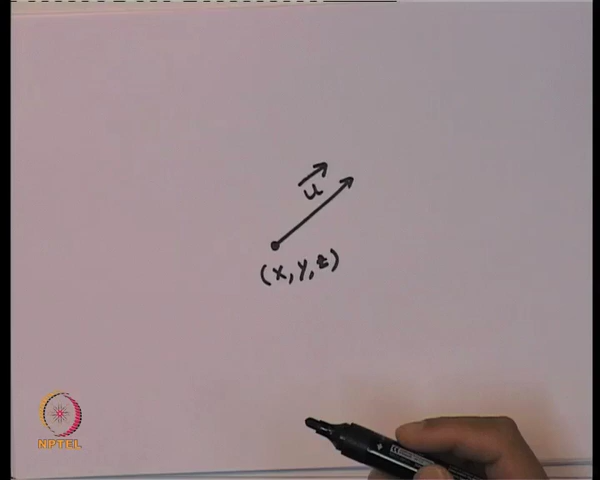 u⃗
(x, y, z)
NPTEL